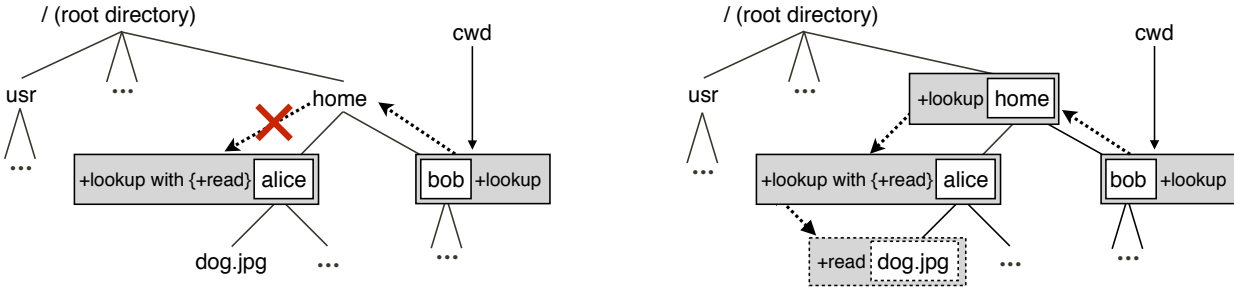 / (root directory)
cwd
usr
...
home
...
+lookup with {+read} alice
bob +lookup
dog.jpg
...
...
/ (root directory)
cwd
usr
...
+lookup home
...
+lookup with {+read} alice
bob +lookup
+read dog.jpg
...
...